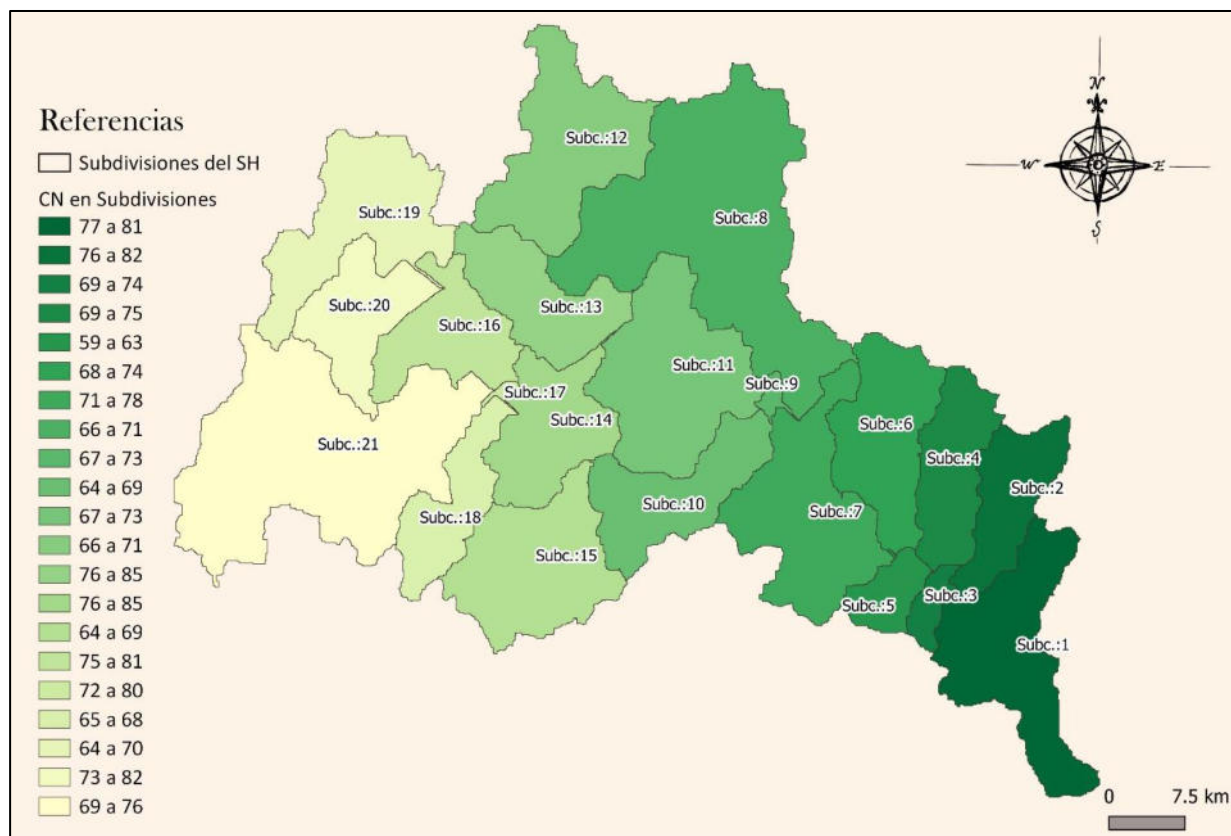 Referencias
Subdivisiones del SH
CN en Subdivisiones
77 a 81
76 a 82
69 a 74
69 a 75
59 a 63
68 a 74
71 a 78
66 a 71
67 a 73
64 a 69
67 a 73
66 a 71
76 a 85
76 a 85
64 a 69
75 a 81
72 a 80
65 a 68
64 a 70
73 a 82
69 a 76
Subc.:12
Subc.:19
Subc.:8
Subc.:20
Subc.:13
Subc.:16
Subc.:11
Subc.:9
Subc.:17
Subc.:14
Subc.:6
Subc.:21
Subc.:4
Subc.:2
Subc.:10
Subc.:7
Subc.:18
Subc.:15
Subc.:5
Subc.:3
Subc.:1
N
W
E
S
0 7.5 km